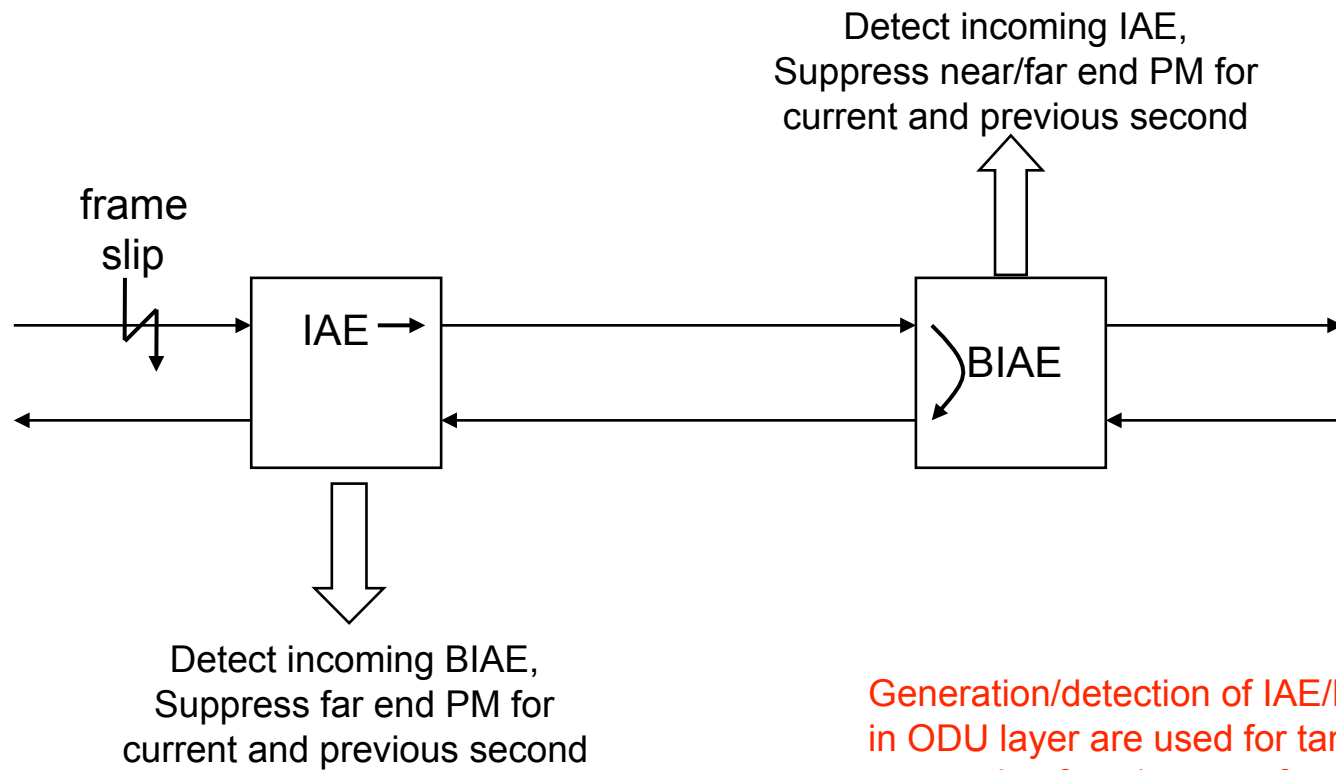 Detect incoming IAE,
Suppress near/far end PM for
current and previous second
frame
slip
IAE
BIAE
Detect incoming BIAE,
Suppress far end PM for
current and previous second
Generation/detection of IAE/
in ODU layer are used for